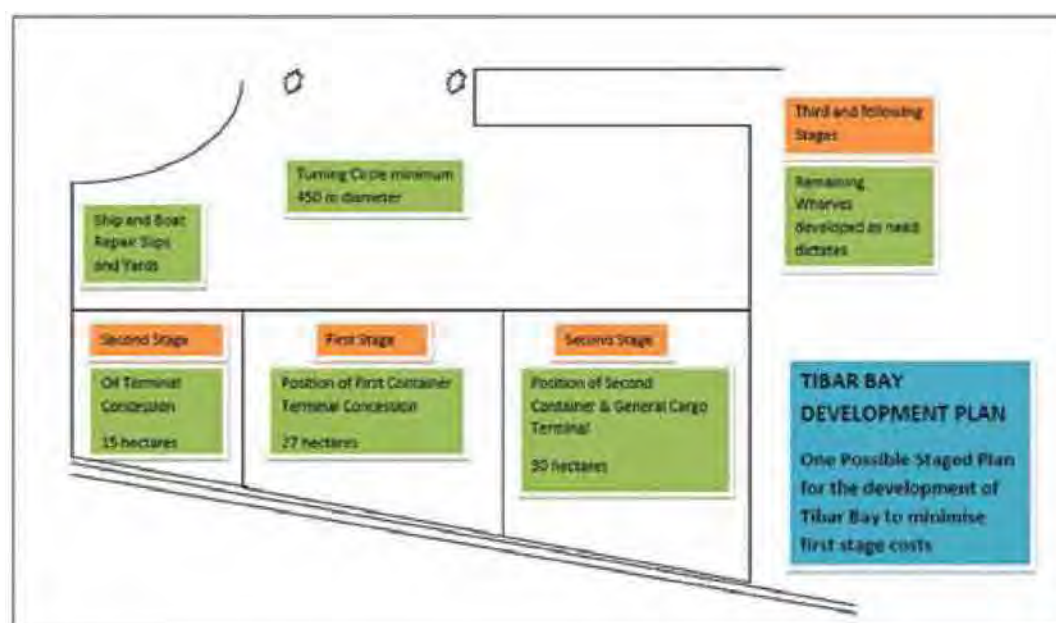 Third and following
Stages
Turning Circle minimum
450 m diameter
Remaining
Wharves
developed as need
dictates
Ship and Boat
Repair Slips
and Yards
Second Stage
First Stage
Second Stage
Oil Terminal
Concession
15 hectares
Position of First Container
Terminal Concession
27 hectares
Position of Second
Container & General Cargo
Terminal
30 hectares
TIBAR BAY
DEVELOPMENT PLAN
One Possible Staged Plan
for the development of
Tibar Bay to minimise
first stage costs